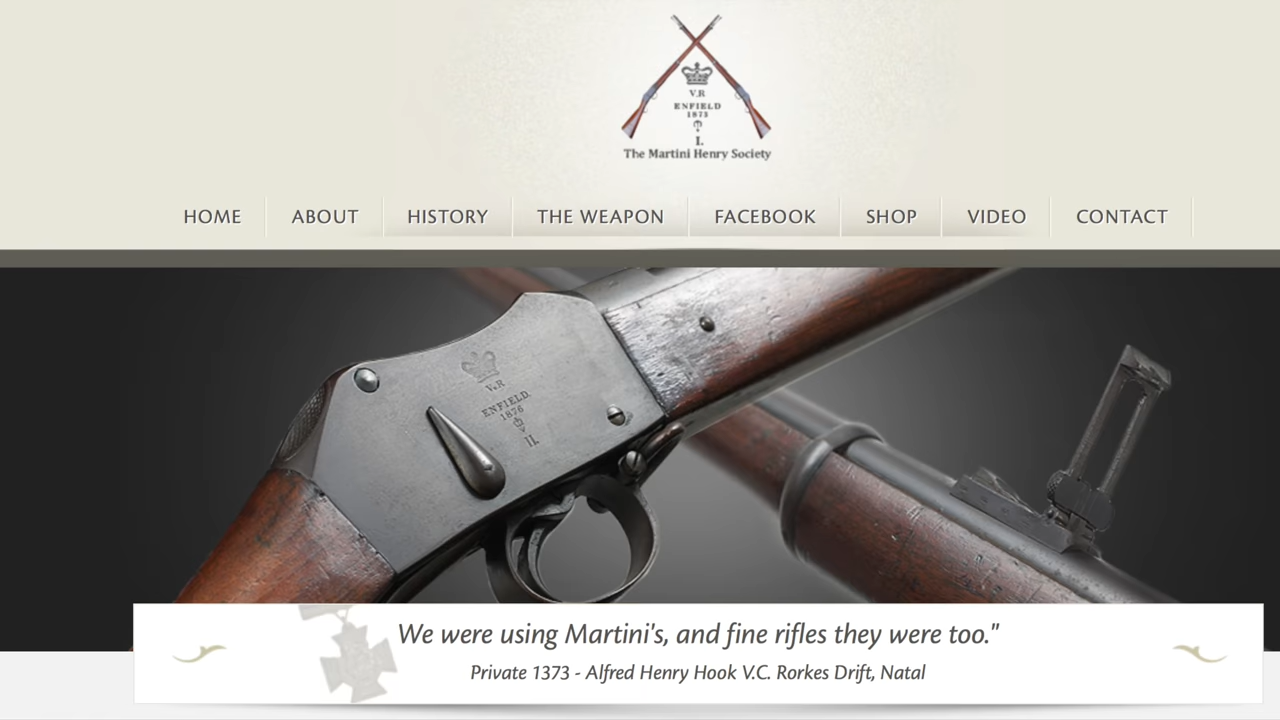 V.R
ENFIELD
1873
I.
The Martini Henry Society
HOME ABOUT HISTORY THE WEAPON FACEBOOK SHOP VIDEO CONTACT
V.R
ENFIELD.
1876
II.
We were using Martini's, and fine rifles they were too."
Private 1373 - Alfred Henry Hook V.C. Rorkes Drift, Natal